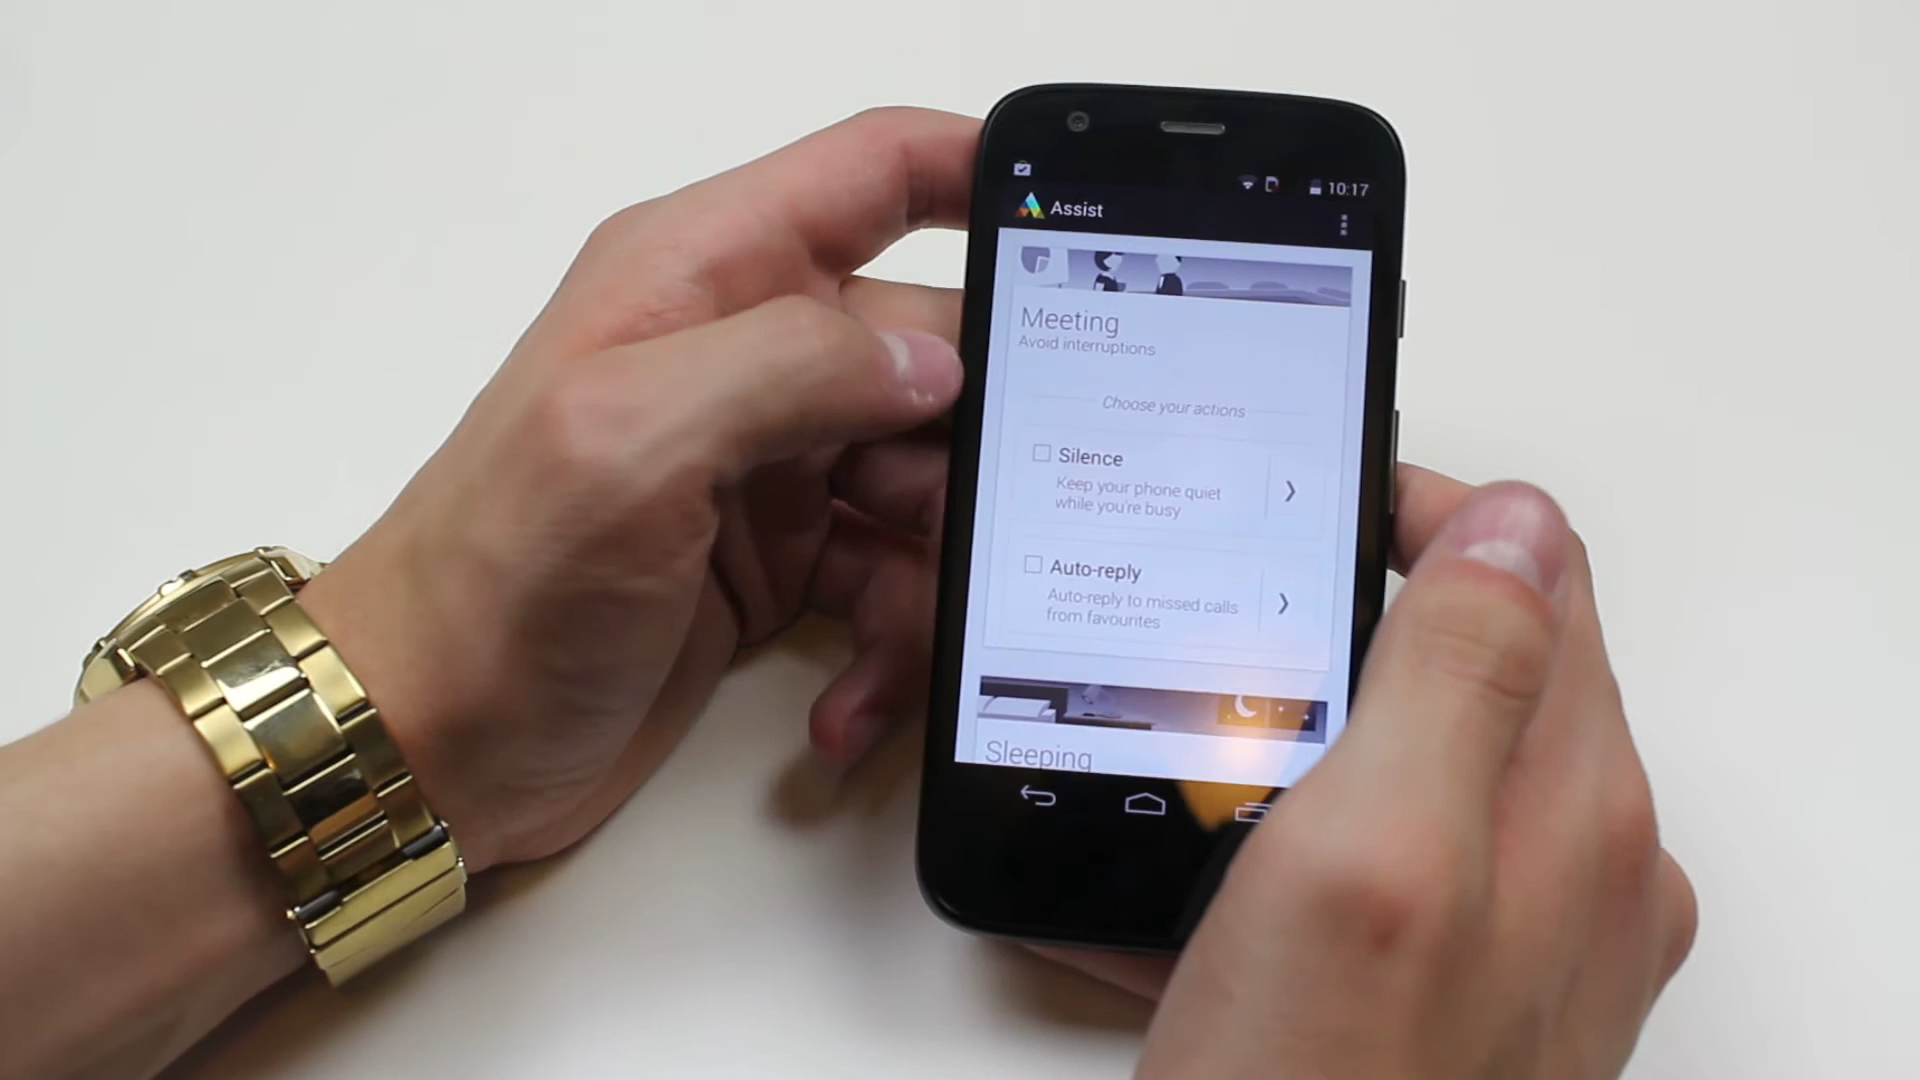 10:17
Assist
Meeting
Avoid interruptions
Choose your actions
Silence
Keep your phone quiet
while you're busy
Auto-reply
Auto-reply to missed calls
from favourites
Sleeping